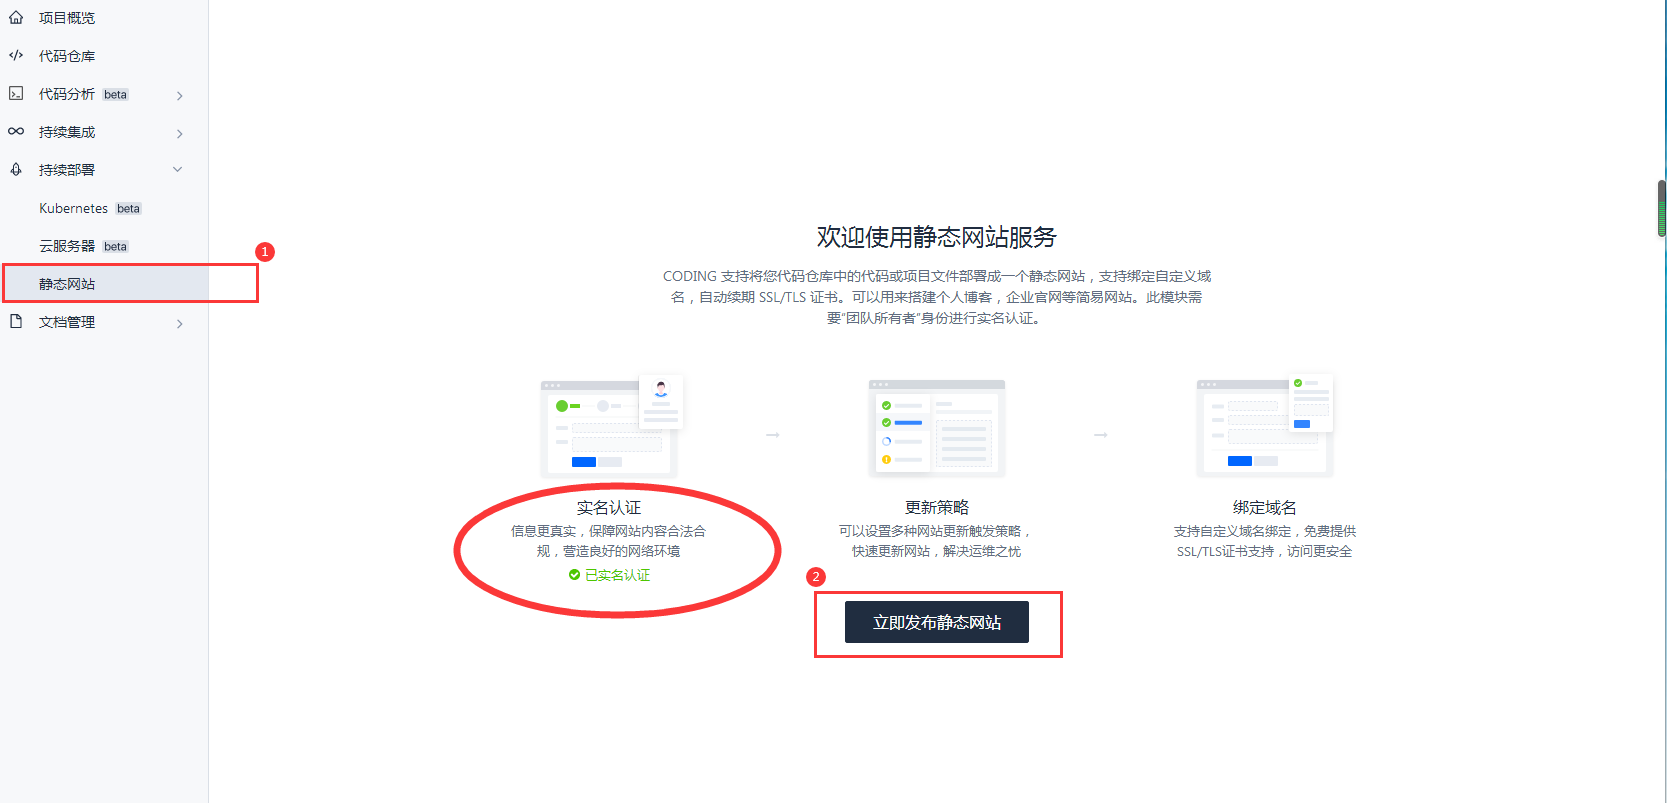 项目概览
代码仓库
代码分析 beta
持续集成
持续部署
Kubernetes beta
云服务器 beta
1
静态网站
文档管理
欢迎使用静态网站服务
CODING 支持将您代码仓库中的代码或项目文件部署成一个静态网站，支持绑定自定义域
名，自动续期 SSL/TLS 证书。可以用来搭建个人博客，企业官网等简易网站。此模块需
要“团队所有者”身份进行实名认证。
实名认证
信息更真实，保障网站内容合法合
规，营造良好的网络环境
已实名认证
更新策略
可以设置多种网站更新触发策略，
快速更新网站，解决运维之忧
绑定域名
支持自定义域名绑定，免费提供
SSL/TLS证书支持，访问更安全
2
立即发布静态网站